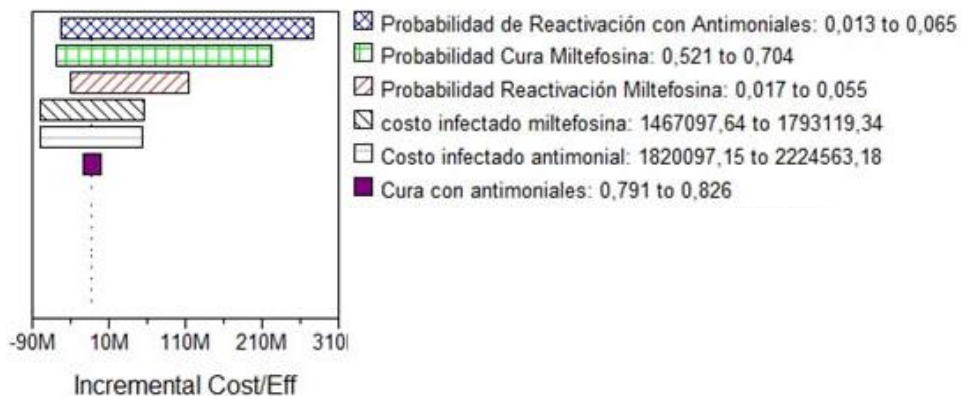 Probabilidad de Reactivación con Antimoniales: 0,013 to 0,065
Probabilidad Cura Miltefosina: 0,521 to 0,704
Probabilidad Reactivación Miltefosina: 0,017 to 0,055
costo infectado miltefosina: 1467097,64 to 1793119,34
Costo infectado antimonial: 1820097,15 to 2224563,18
Cura con antimoniales: 0,791 to 0,826
-90M 10M 110M 210M 310
Incremental Cost/Eff